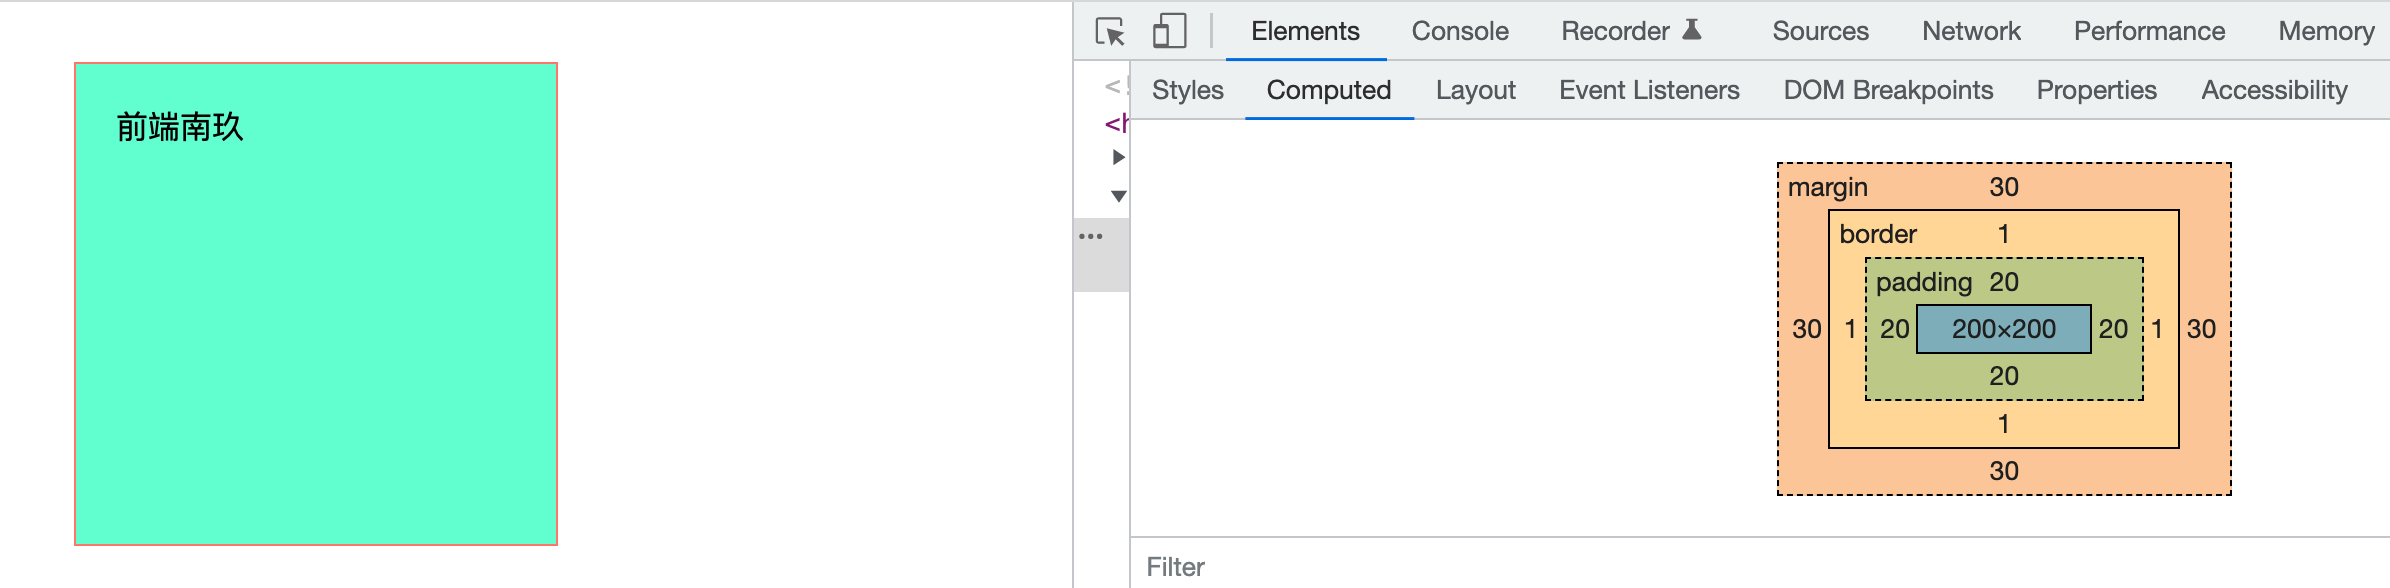 前端南玖
Elements Console Recorder Sources Network Performance Memory
Styles Computed Layout Event Listeners DOM Breakpoints Properties Accessibility
<!
<h
margin 30
border 1
padding 20
30 1 20 200×200 20 1 30
20
1
30
Filter